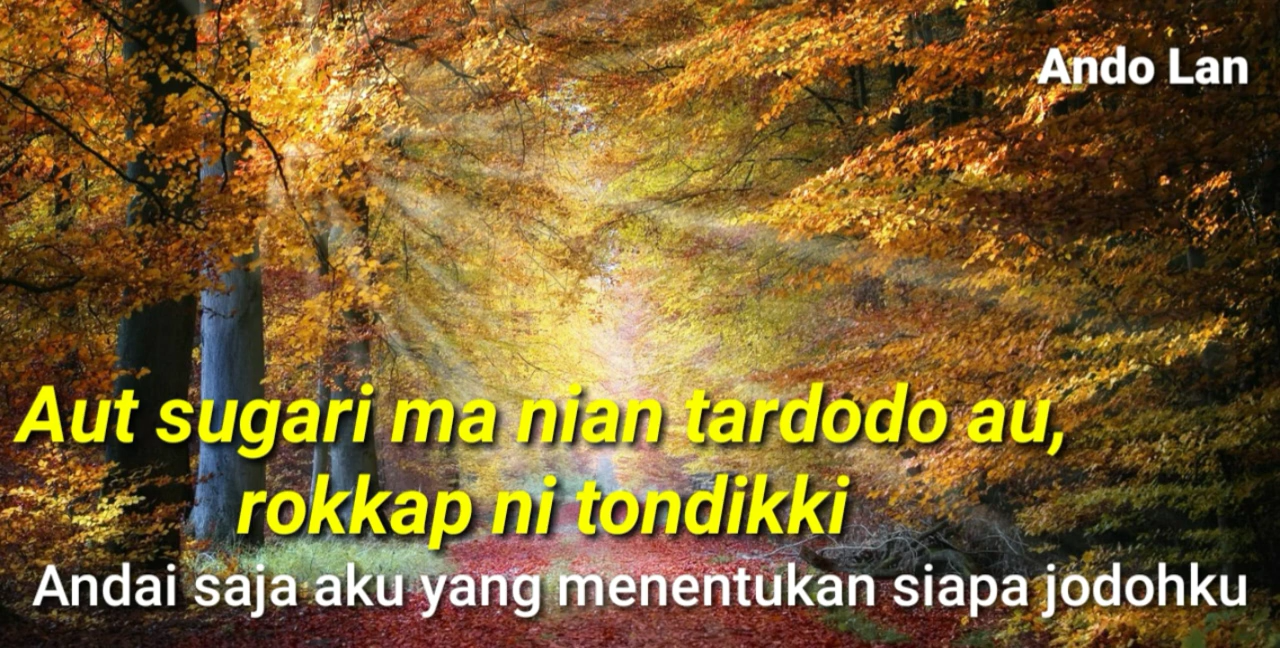 Ando Lan
Aut sugari ma nian tardodo au,
rokkap ni tondikki
Andai saja aku yang menentukan siapa jodohku